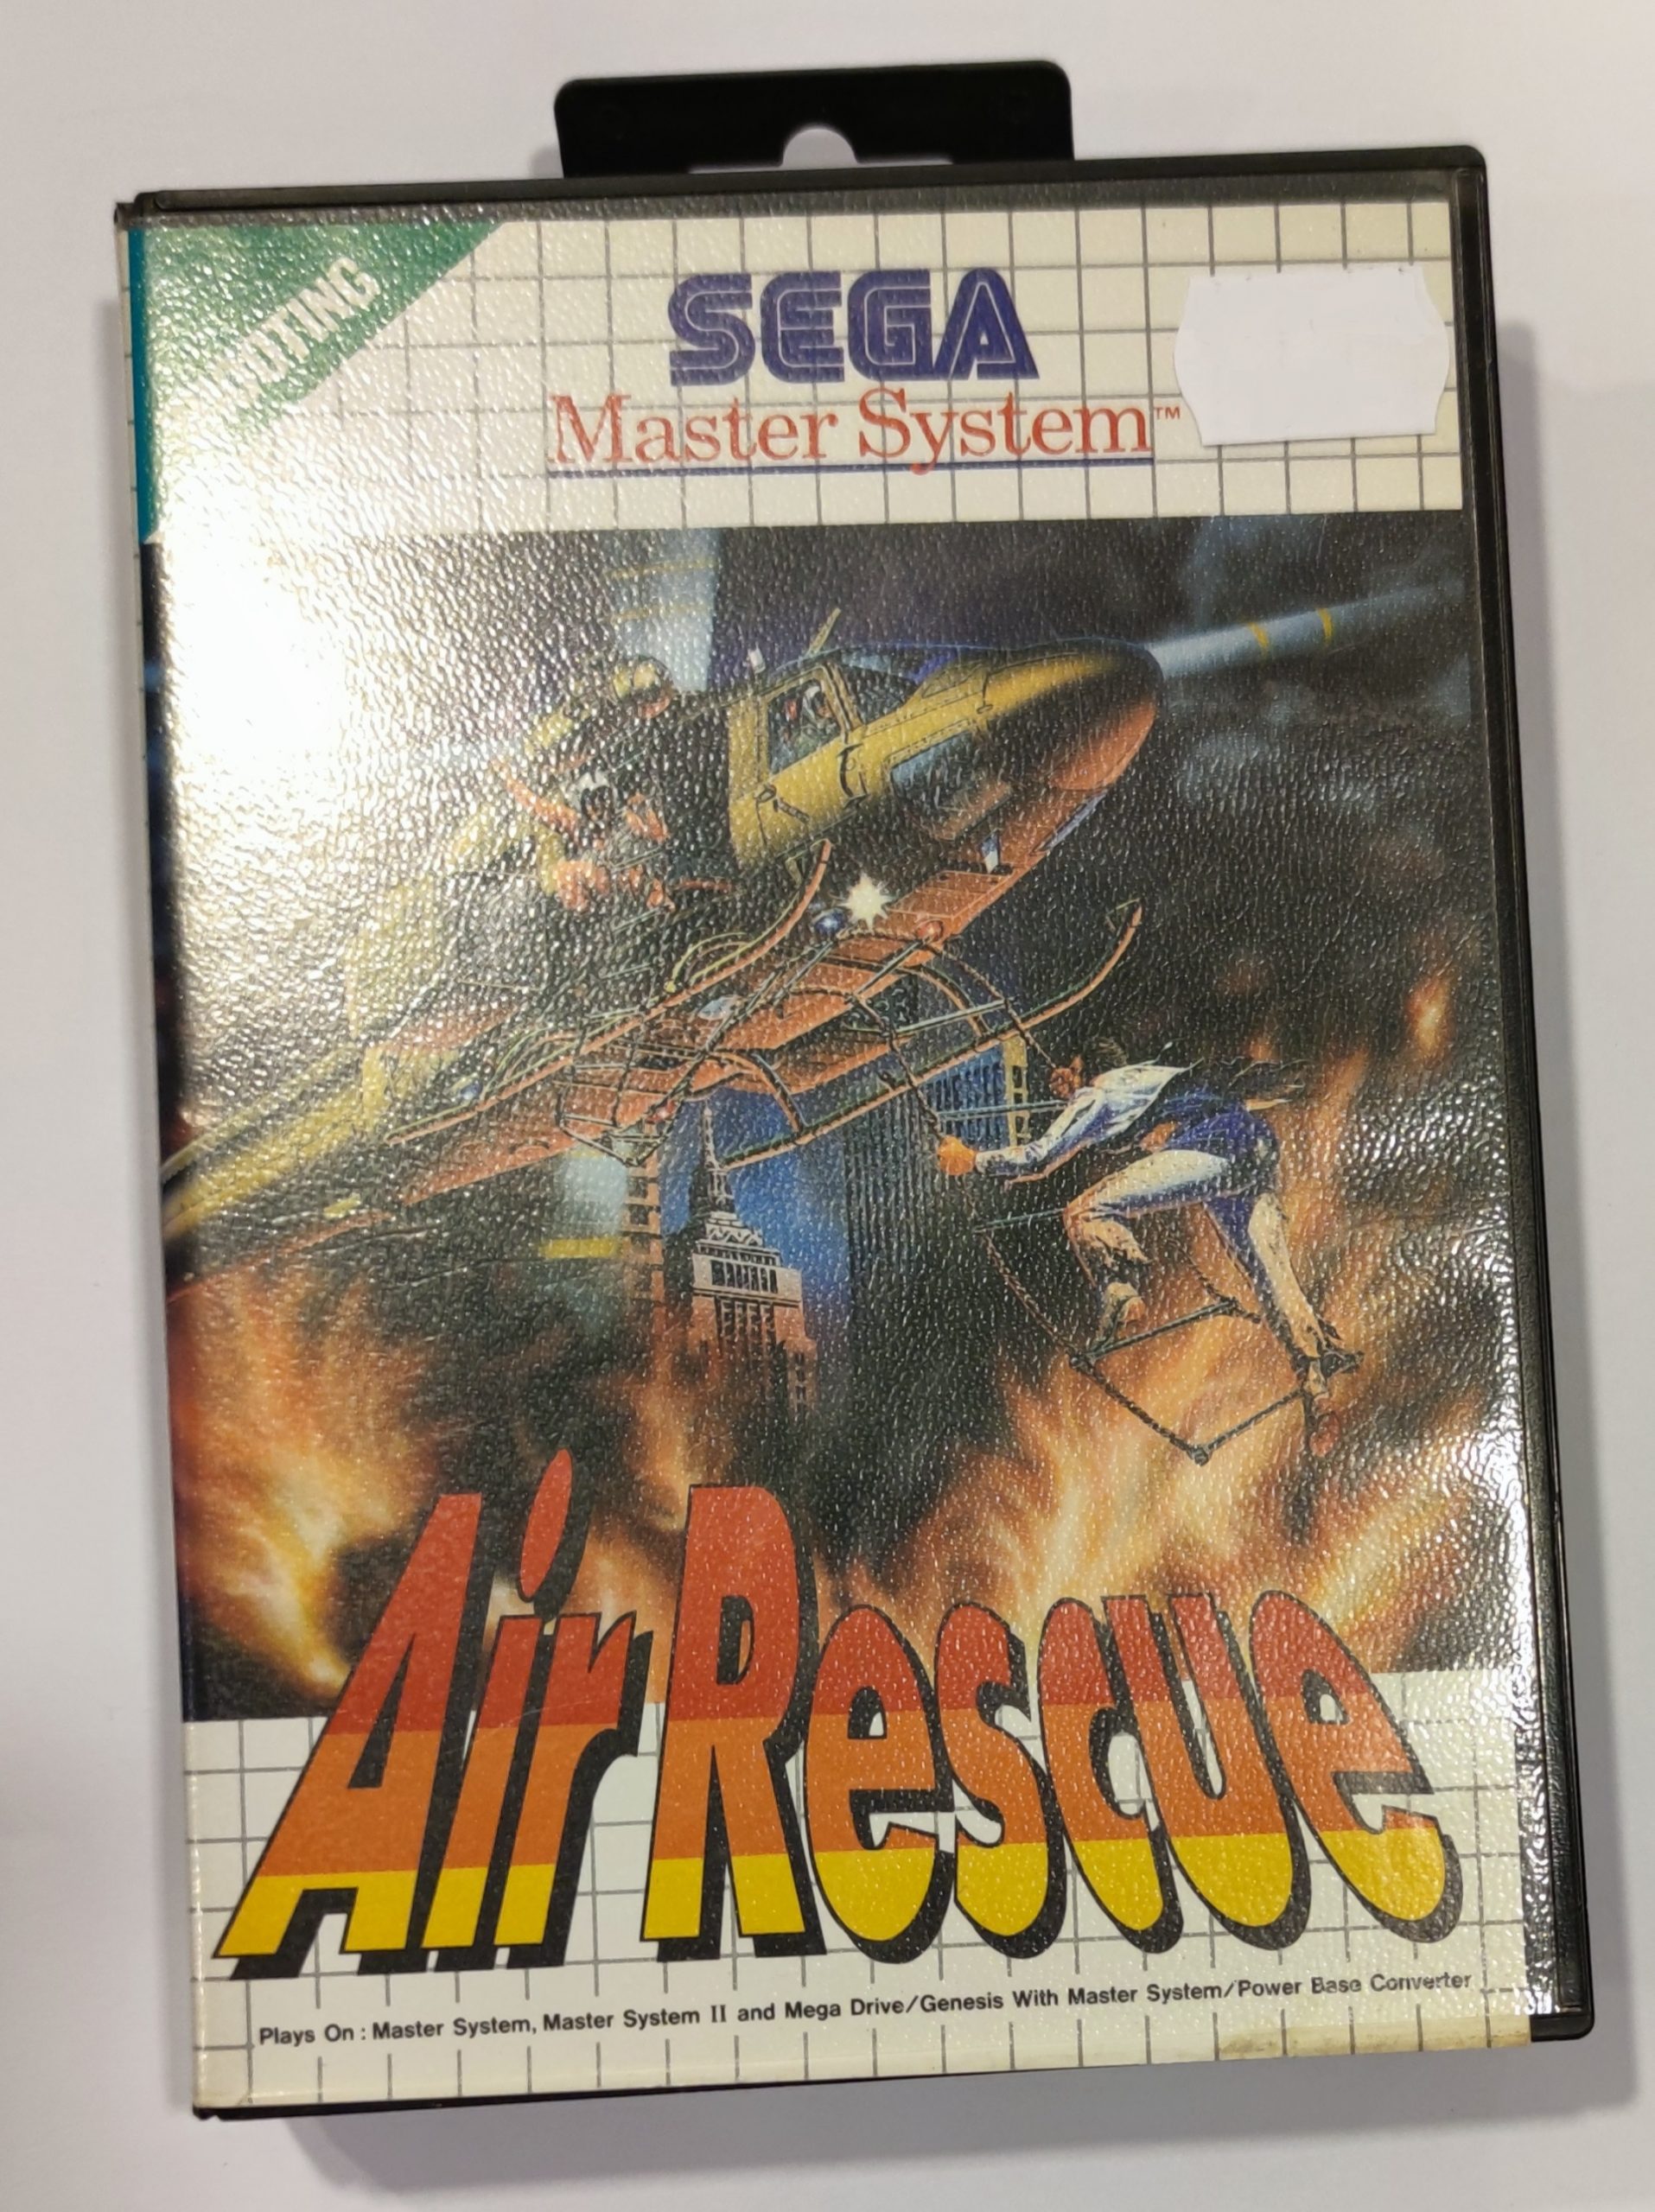 SEGA
Master System™
Air Rescue
Plays On : Master System, Master System II and Mega Drive/Genesis With Master System/Power Base Converter